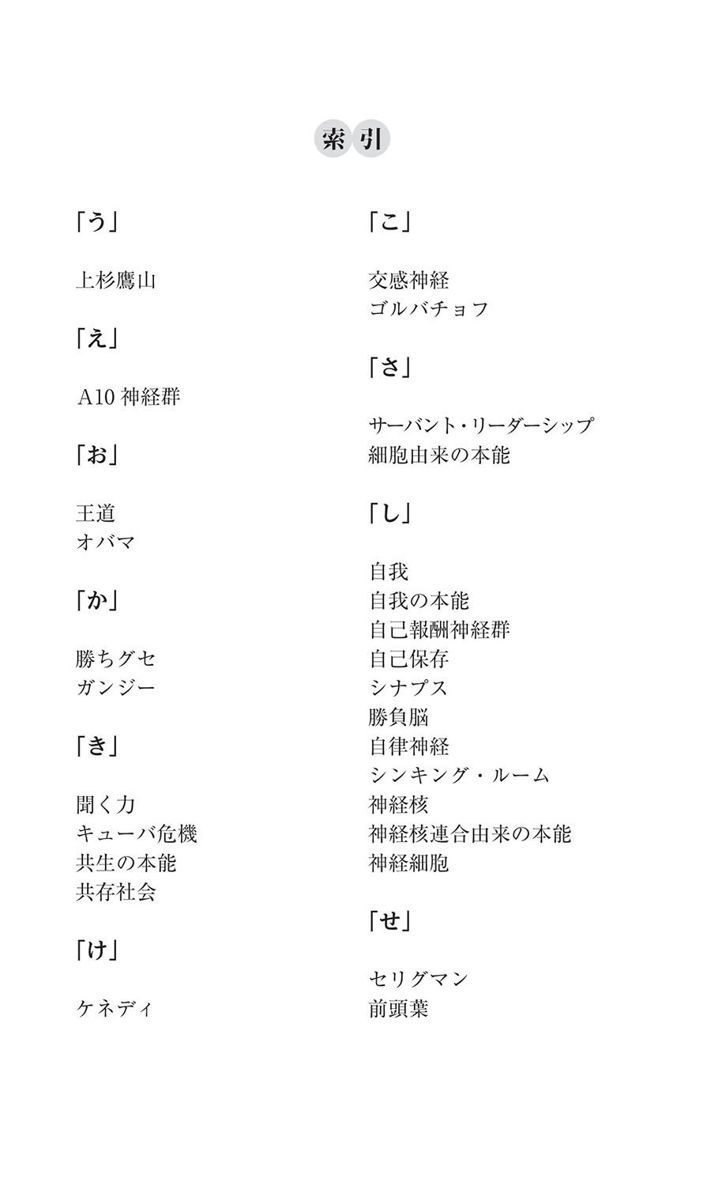 索引
「う」
上杉鷹山
「え」
A10 神経群
「お」
王道
オバマ
「か」
勝ちグセ
ガンジー
「き」
聞く力
キューバ危機
共生の本能
共存社会
「け」
ケネディ
「こ」
交感神経
ゴルバチョフ
「さ」
サーバント・リーダーシップ
細胞由来の本能
「し」
自我
自我の本能
自己報酬神経群
自己保存
シナプス
勝負脳
自律神経
シンキング・ルーム
神経核
神経核連合由来の本能
神経細胞
「せ」
セリグマン
前頭葉